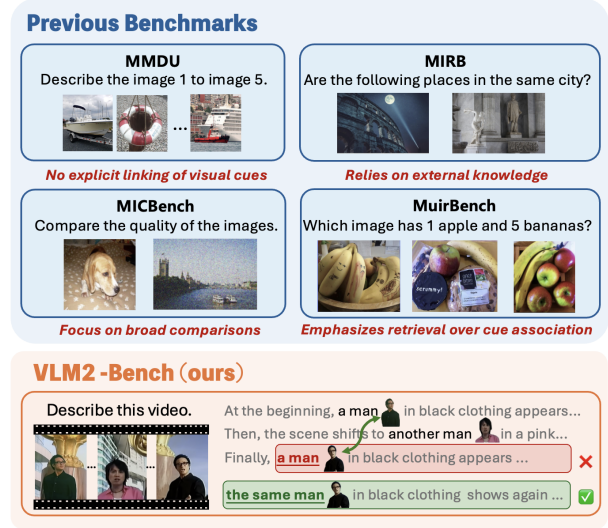 Previous Benchmarks
MMDU
Describe the image 1 to image 5.
...
No explicit linking of visual cues
MIRB
Are the following places in the same city?
Relies on external knowledge
MICBench
Compare the quality of the images.
Focus on broad comparisons
MuirBench
Which image has 1 apple and 5 bananas?
scrummy!
Emphasizes retrieval over cue association
VLM2 -Bench (ours)
Describe this video.
... ...
At the beginning, a man in black clothing appears...
Then, the scene shifts to another man in a pink...
Finally, a man in black clothing appears ...
the same man in black clothing shows again ...